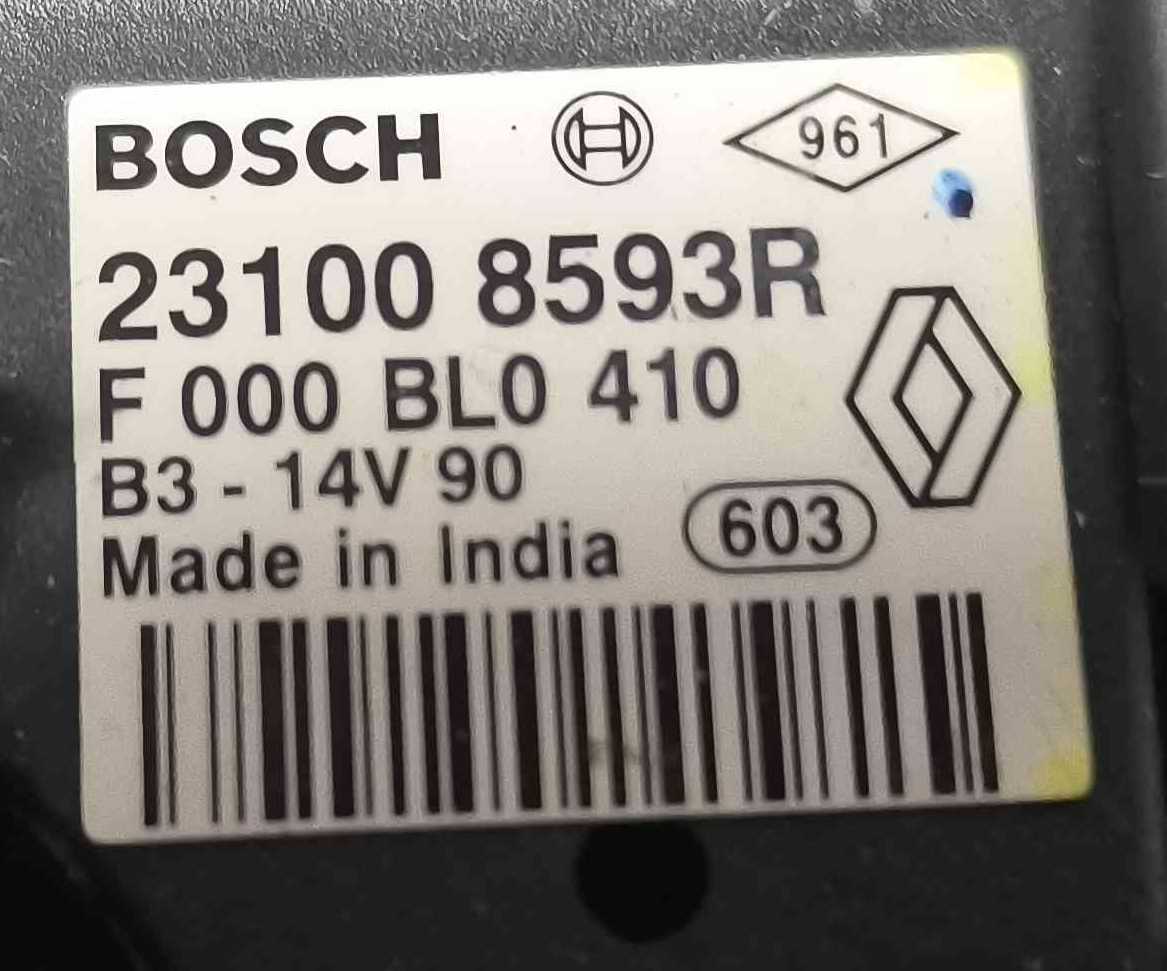 BOSCH 961
23100 8593R
F 000 BL0 410
B3 - 14V 90
Made in India 603